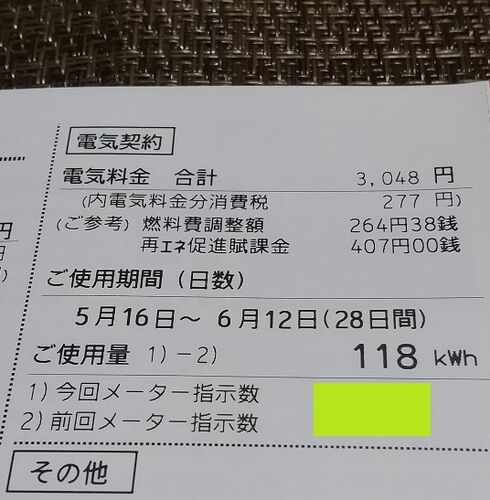 電気契約
電気料金 合計 3,048 円
(内電気料金分消費税 277 円)
(ご参考) 燃料費調整額 264円38銭
再エネ促進賦課金 407円00銭
ご使用期間 (日数)
5月16日～ 6月12日(28日間)
ご使用量 1)－2) 118 kWh
1)今回メーター指示数
2)前回メーター指示数
その他